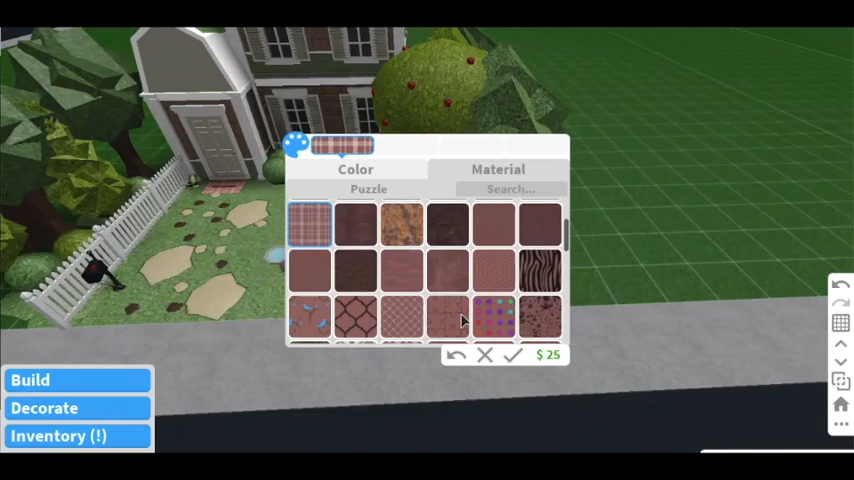 Color
Material
Puzzle
Search...
$ 25
Build
Decorate
Inventory (!)